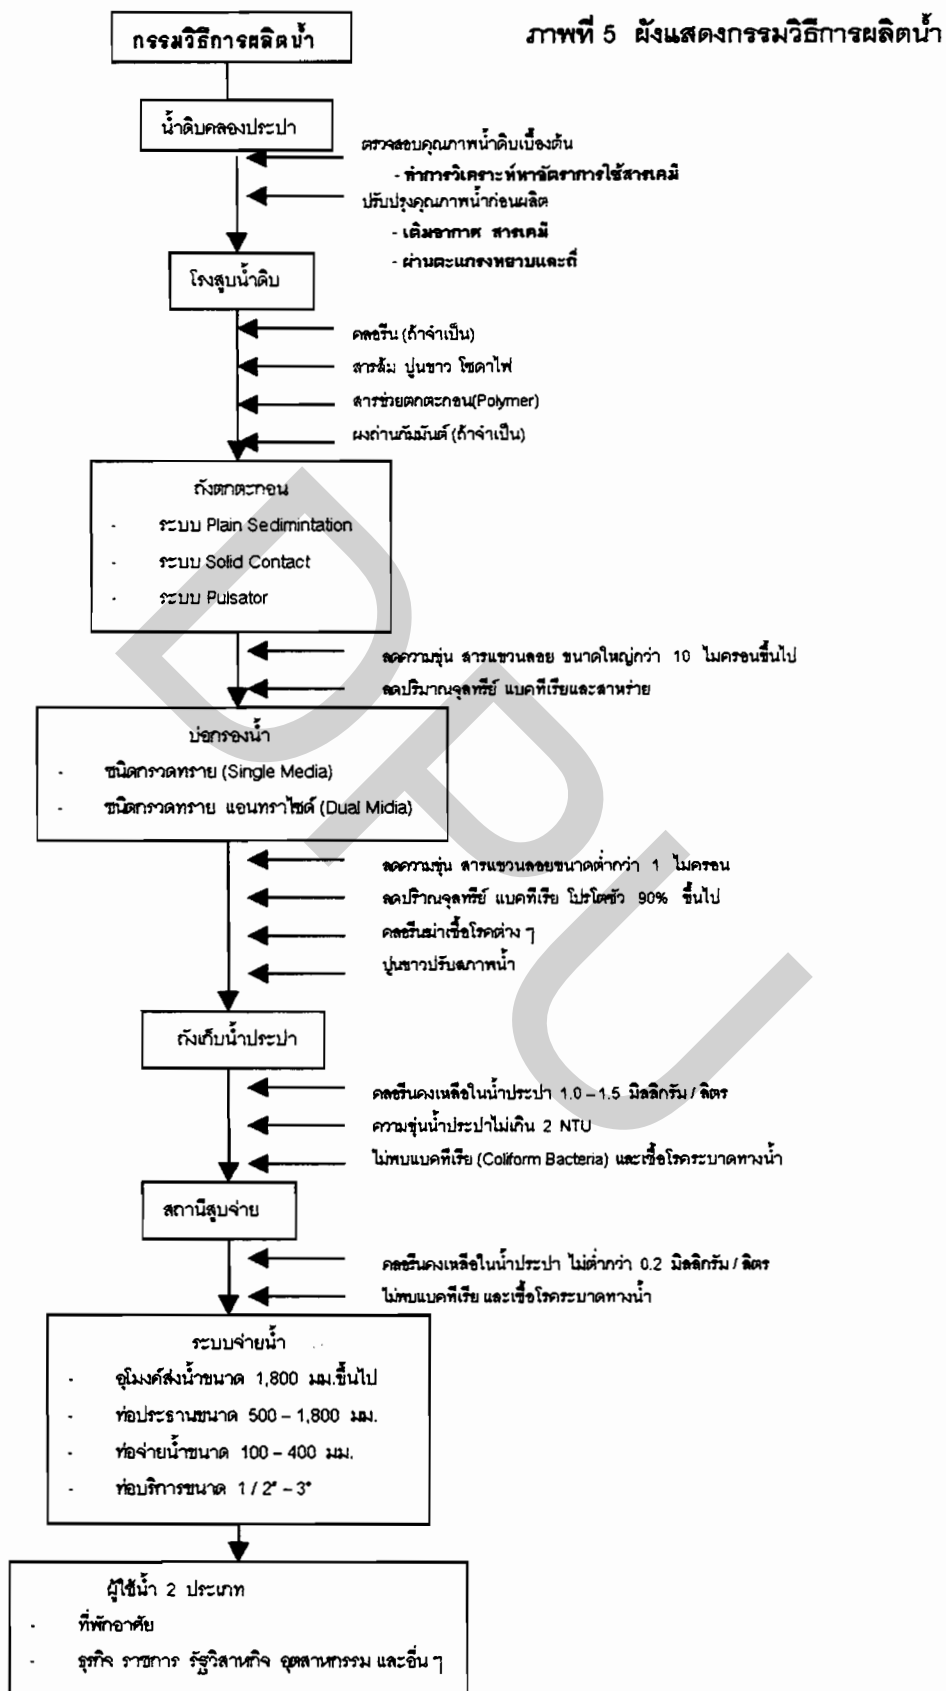 ภาพที่ 5 ผังแสดงกรรมวิธีการผลิตน้ำ
กรรมวิธีการผลิตน้ำ
น้ำดิบคลองประปา
ตรวจสอบคุณภาพน้ำดิบเบื้องต้น
- ทำการวิเคราะห์หาอัตราการใช้สารเคมี
ปรับปรุงคุณภาพน้ำก่อนผลิต
- เติมอากาศ สารเคมี
- ผ่านตะแกรงหยาบและถี่
โรงสูบน้ำดิบ
คลอรีน (ถ้าจำเป็น)
สารส้ม ปูนขาว โซดาไฟ
สารช่วยตกตะกอน(Polymer)
ผงถ่านกัมมันต์ (ถ้าจำเป็น)
ถังตกตะกอน
- ระบบ Plain Sedimintation
- ระบบ Solid Contact
- ระบบ Pulsator
ลดความขุ่น สารแขวนลอย ขนาดใหญ่กว่า 10 ไมครอนขึ้นไป
ลดปริมาณจุลทรีย์ แบคทีเรียและสาหร่าย
บ่อกรองน้ำ
- ชนิดกรวดทราย (Single Media)
- ชนิดกรวดทราย แอนทราไซด์ (Dual Midia)
ลดความขุ่น สารแขวนลอยขนาดต่ำกว่า 1 ไมครอน
ลดปริาณจุลทรีย์ แบคทีเรีย โปรโตซัว 90% ขึ้นไป
คลอรีนฆ่าเชื้อโรคต่าง ๆ
ปูนขาวปรับสภาพน้ำ
ถังเก็บน้ำประปา
คลอรีนคงเหลือในน้ำประปา 1.0 – 1.5 มิลลิกรัม / ลิตร
ความขุ่นน้ำประปาไม่เกิน 2 NTU
ไม่พบแบคทีเรีย (Coliform Bacteria) และเชื้อโรคระบาดทางน้ำ
สถานีสูบจ่าย
คลอรีนคงเหลือในน้ำประปา ไม่ต่ำกว่า 0.2 มิลลิกรัม / ลิตร
ไม่พบแบคทีเรีย และเชื้อโรคระบาดทางน้ำ
ระบบจ่ายน้ำ
- อุโมงค์ส่งน้ำขนาด 1,800 มม.ขึ้นไป
- ท่อประธานขนาด 500 – 1,800 มม.
- ท่อจ่ายน้ำขนาด 100 – 400 มม.
- ท่อบริการขนาด 1 / 2" – 3"
ผู้ใช้น้ำ 2 ประเภท
- ที่พักอาศัย
- ธุรกิจ ราชการ รัฐวิสาหกิจ อุตสาหกรรม และอื่น ๆ
DPU